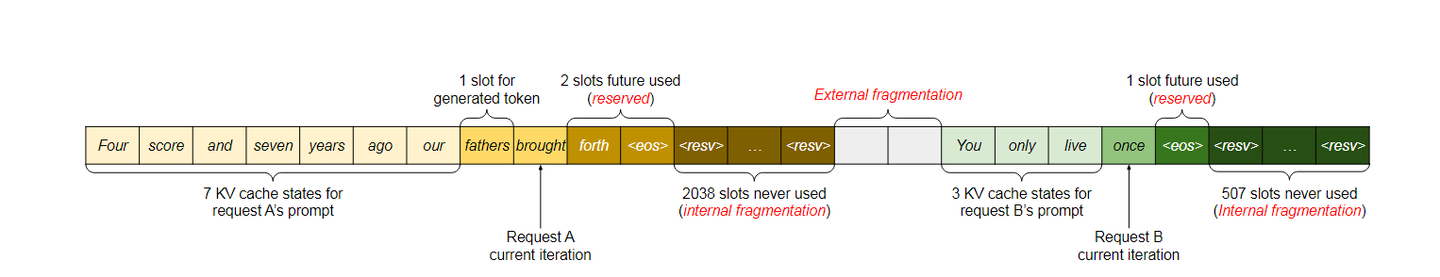 1 slot for
generated token
2 slots future used
(reserved)
External fragmentation
1 slot future used
(reserved)
Four score and seven years ago our fathers brought forth <eos> <resv> … <resv> You only live once <eos> <resv> … <resv>
7 KV cache states for
request A's prompt
2038 slots never used
(internal fragmentation)
3 KV cache states for
request B's prompt
507 slots never used
(Internal fragmentation)
Request A
current iteration
Request B
current iteration